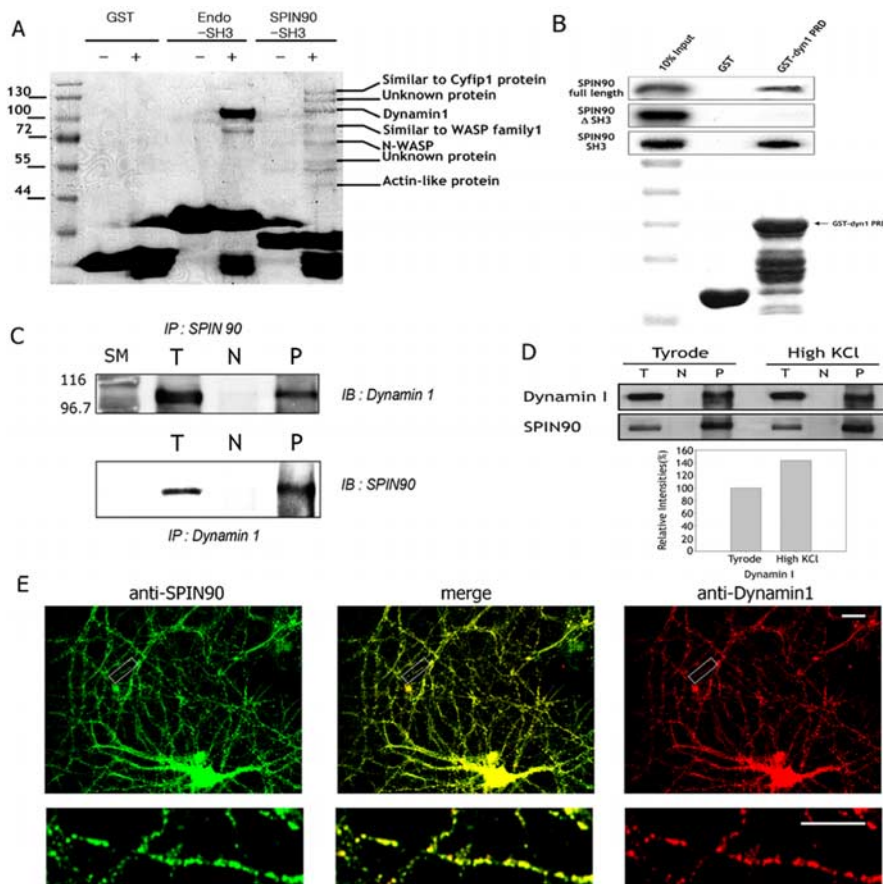 A
GST
Endo
-SH3
SPIN90
-SH3
– + – + – +
130
100
72
55
44
Similar to Cyfip1 protein
Unknown protein
Dynamin1
Similar to WASP family1
N-WASP
Unknown protein
Actin-like protein
B
10% Input
GST
GST-dyn1 PRD
SPIN90
full length
SPIN90
Δ SH3
SPIN90
SH3
GST-dyn1 PRD
C
IP : SPIN 90
SM T N P
116
96.7
IB : Dynamin 1
T N P
IB : SPIN90
IP : Dynamin 1
D
Tyrode High KCl
T N P T N P
Dynamin I
SPIN90
Relative Intensities(%)
160
140
120
100
80
60
40
20
0
Tyrode High KCl
Dynamin I
E
anti-SPIN90 merge anti-Dynamin1